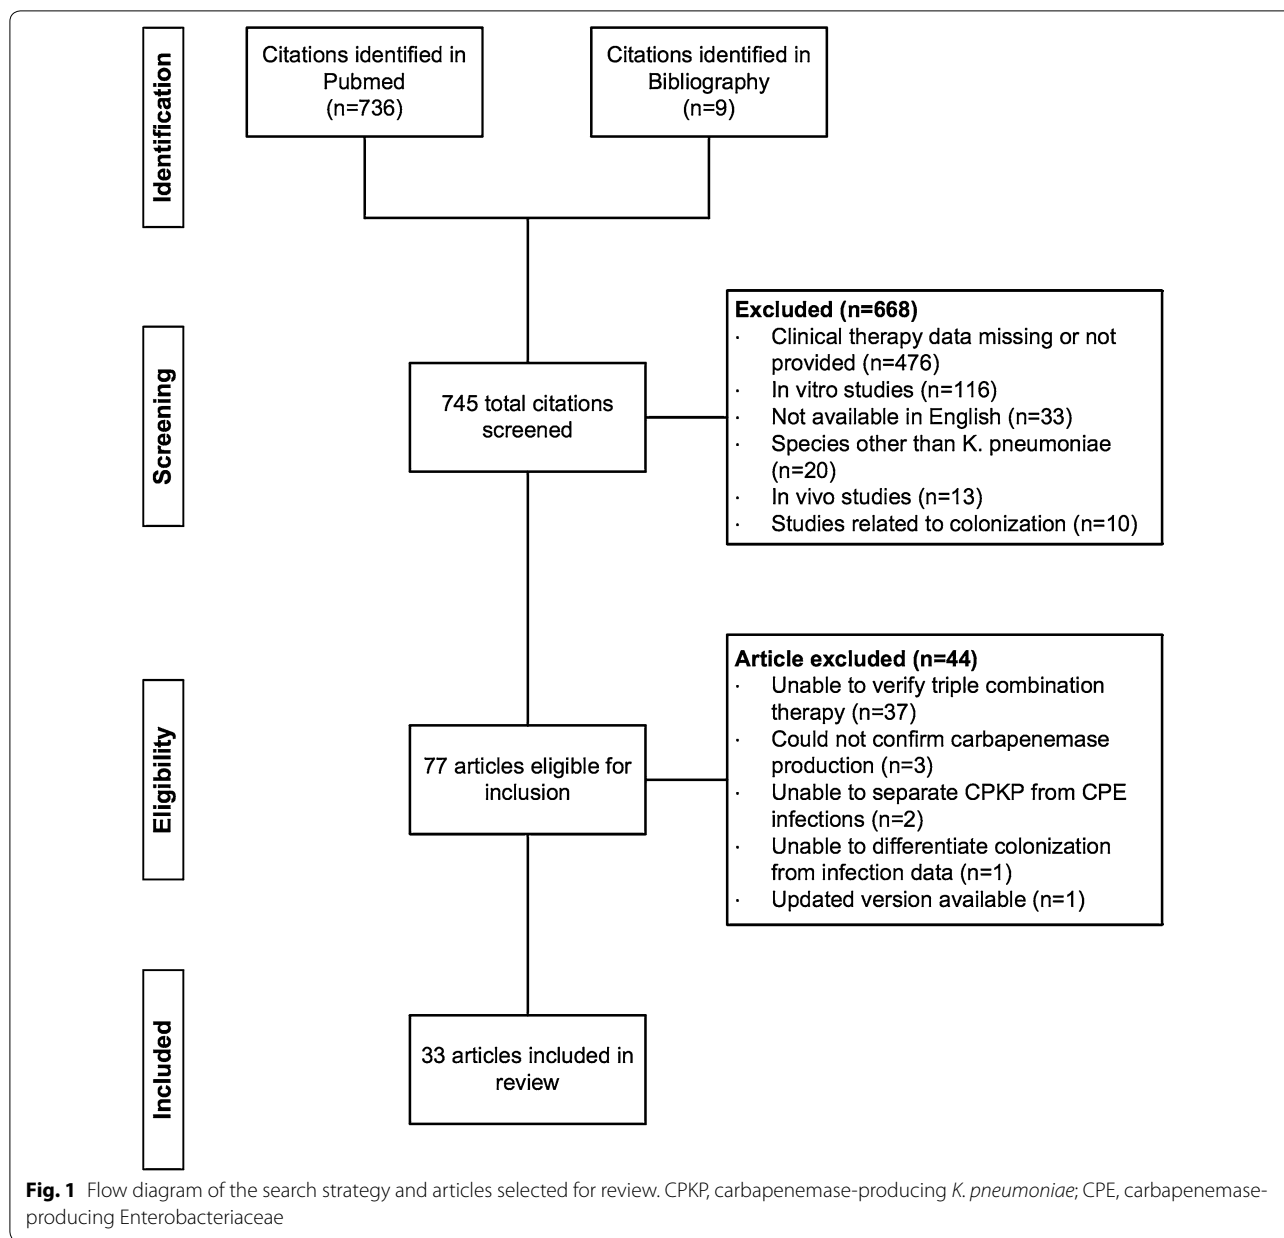 Identification
Citations identified in
Pubmed
(n=736)
Citations identified in
Bibliography
(n=9)
Screening
745 total citations
screened
Excluded (n=668)
· Clinical therapy data missing or not
provided (n=476)
· In vitro studies (n=116)
· Not available in English (n=33)
· Species other than K. pneumoniae
(n=20)
· In vivo studies (n=13)
· Studies related to colonization (n=10)
Eligibility
77 articles eligible for
inclusion
Article excluded (n=44)
· Unable to verify triple combination
therapy (n=37)
· Could not confirm carbapenemase
production (n=3)
· Unable to separate CPKP from CPE
infections (n=2)
· Unable to differentiate colonization
from infection data (n=1)
· Updated version available (n=1)
Included
33 articles included in
review
Fig. 1 Flow diagram of the search strategy and articles selected for review. CPKP, carbapenemase-producing K. pneumoniae; CPE, carbapenemase-
producing Enterobacteriaceae